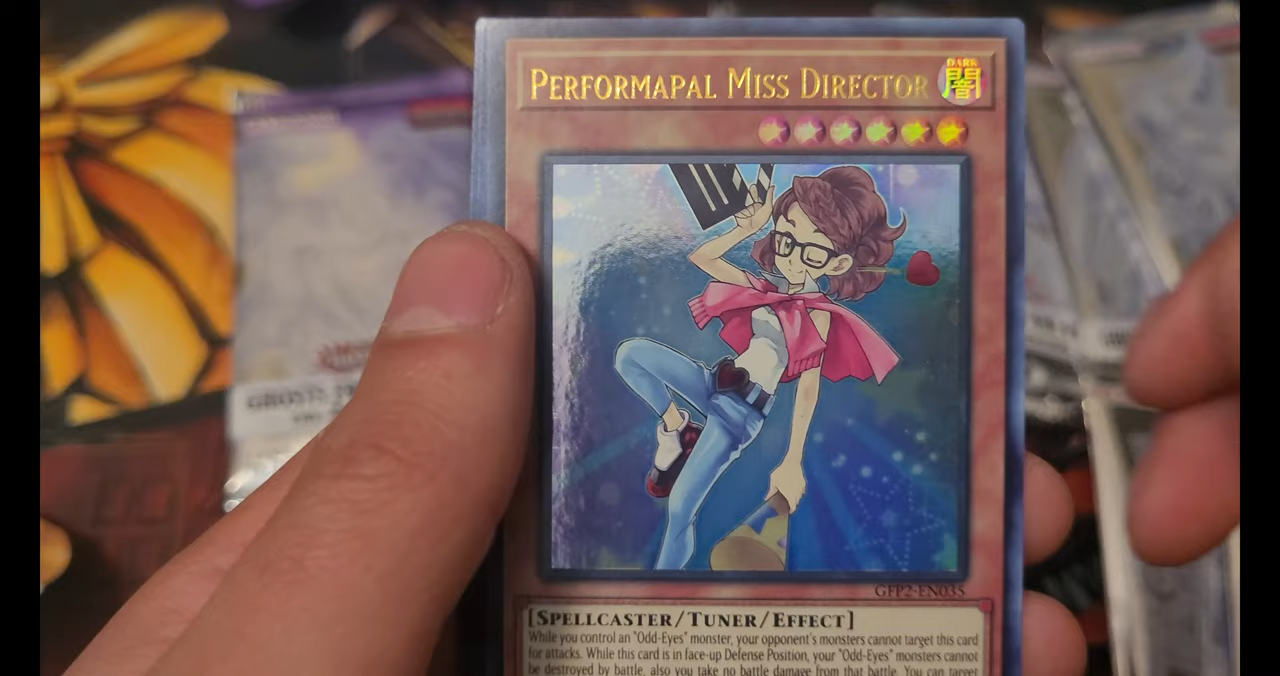 PERFORMAPAL MISS DIRECTOR
DARK
闇
GFP2-EN035
[SPELLCASTER/TUNER/EFFECT]
While you control an "Odd-Eyes" monster, your opponent's monsters cannot target this card
for attacks. While this card is in face-up Defense Position, your "Odd-Eyes" monsters cannot
be destroyed by battle, also you take no battle damage from that battle. You can target
GHOSTS